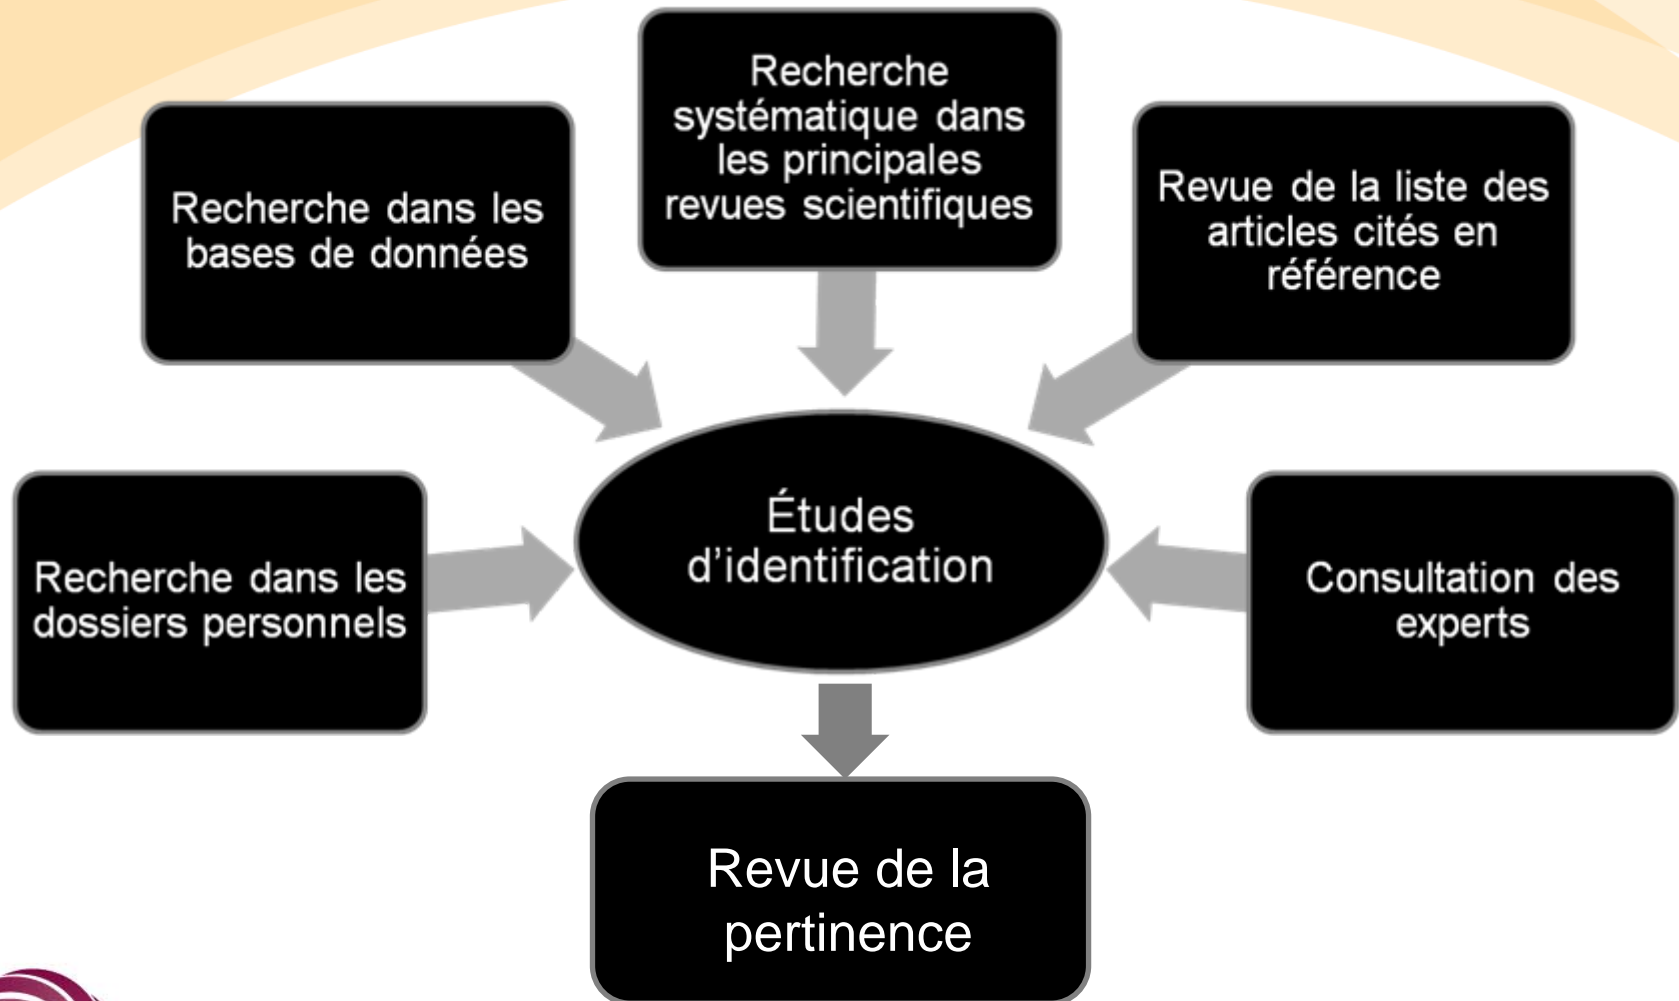 Recherche
systématique dans
les principales
revues scientifiques
Recherche dans les
bases de données
Revue de la liste des
articles cités en
référence
Études
d’identification
Recherche dans les
dossiers personnels
Consultation des
experts
Revue de la
pertinence